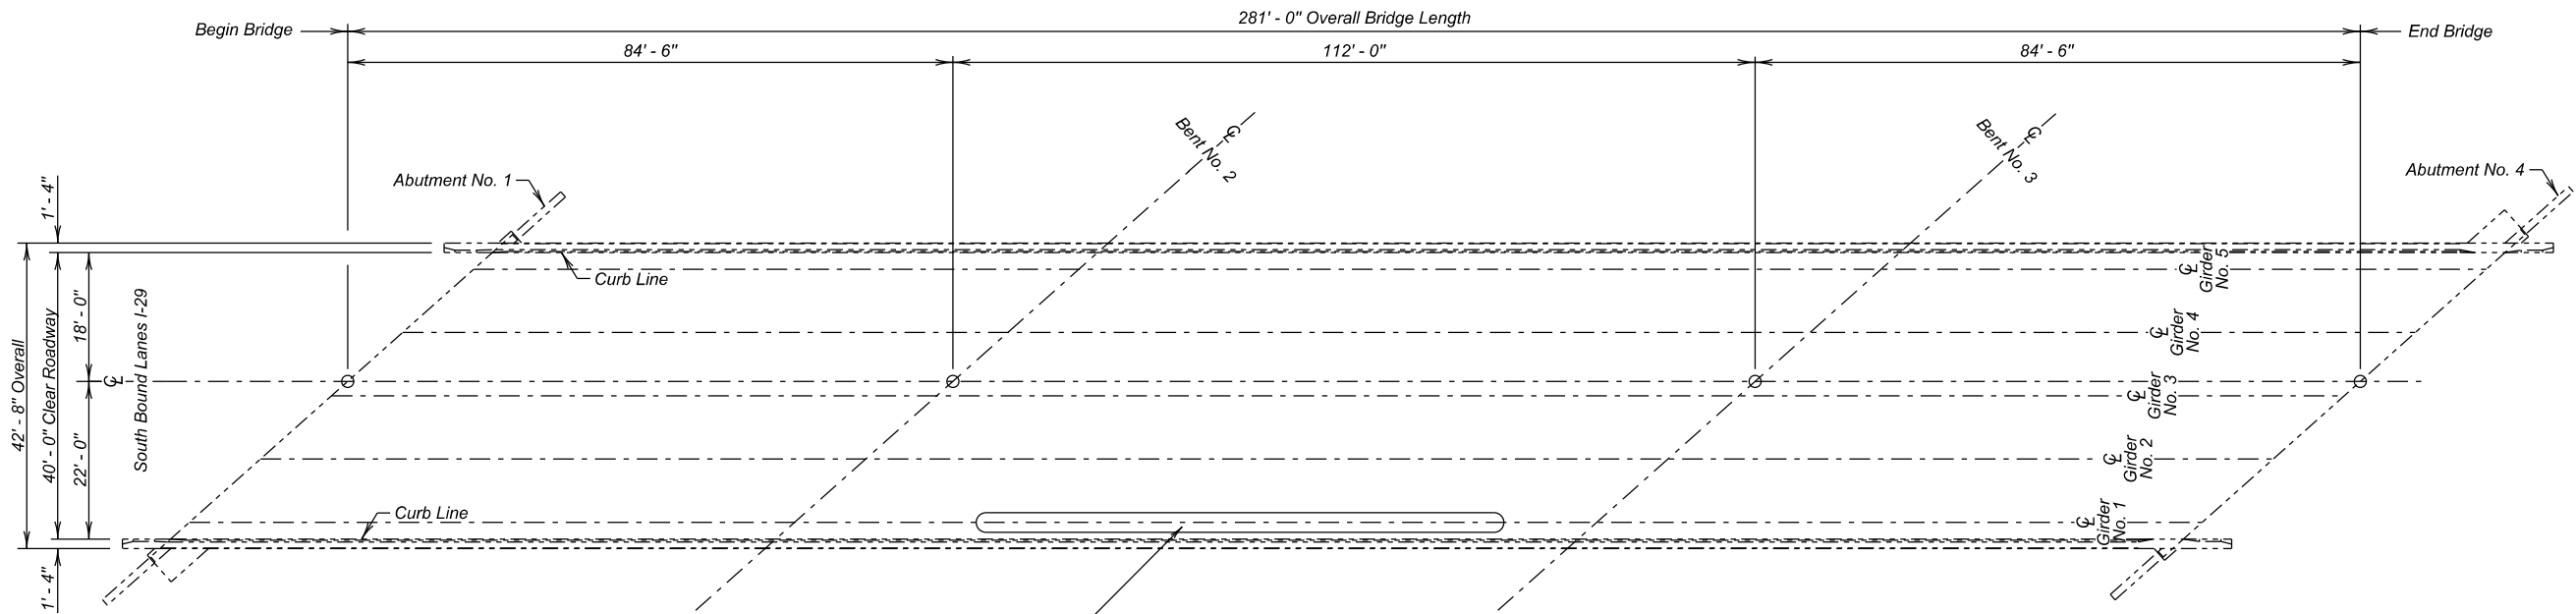 281' - 0" Overall Bridge Length
Begin Bridge
End Bridge
84' - 6"
112' - 0"
84' - 6"
℄
Bent No. 2
℄
Bent No. 3
Abutment No. 1
Abutment No. 4
1' - 4"
42' - 8" Overall
40' - 0" Clear Roadway
18' - 0"
22' - 0"
1' - 4"
South Bound Lanes I-29
℄
Curb Line
℄
Girder
No. 5
℄
Girder
No. 4
℄
Girder
No. 3
℄
Girder
No. 2
℄
Girder
No. 1
Curb Line